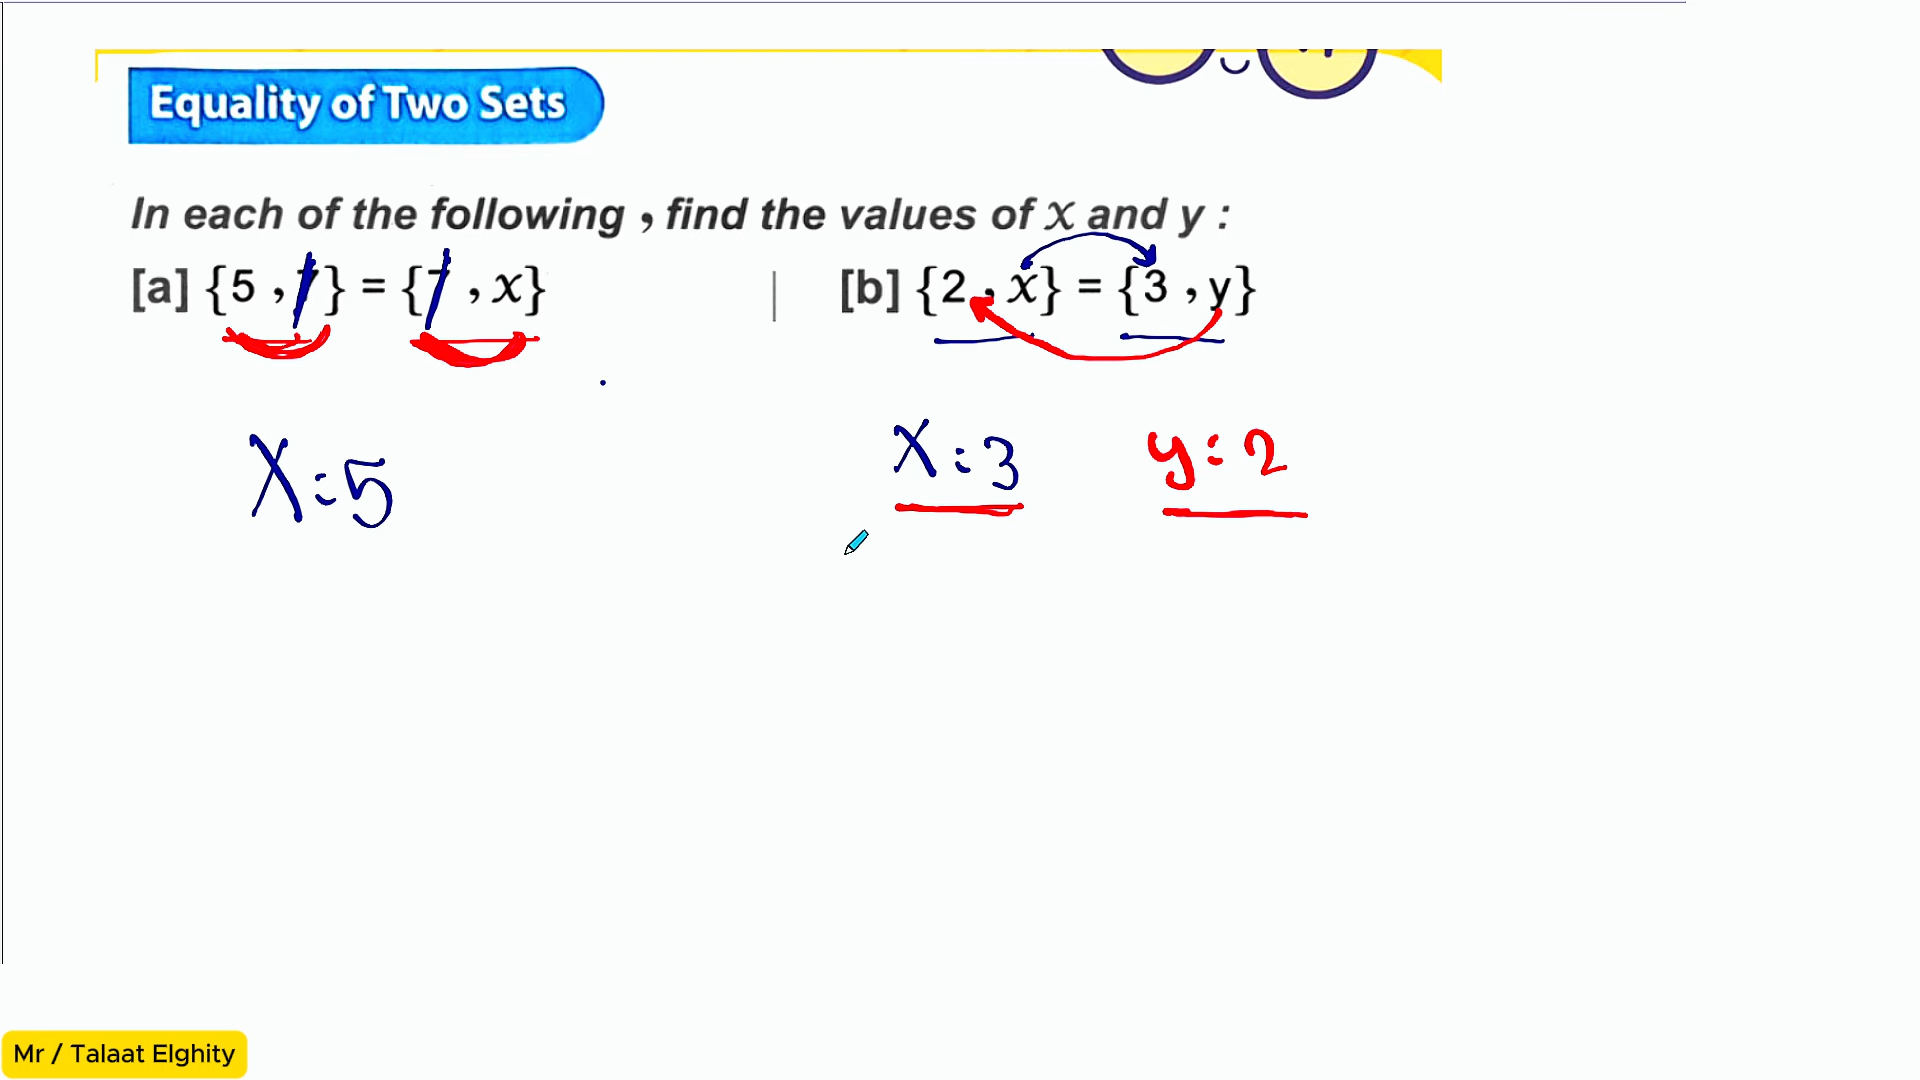 Equality of Two Sets
In each of the following , find the values of x and y :
[a] {5 , 7} = {7 , x}
[b] {2 , x} = {3 , y}
X = 5
x = 3
y = 2
Mr / Talaat Elghity